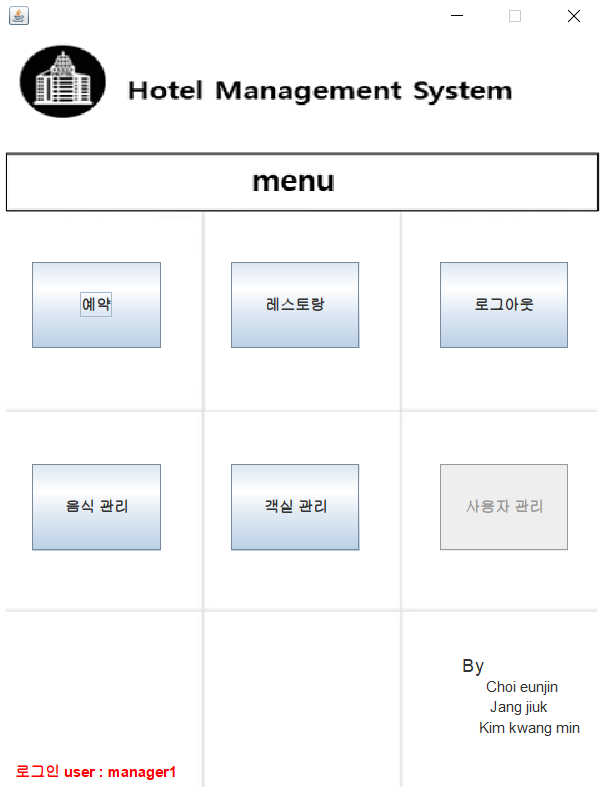 Hotel Management System
menu
예약
레스토랑
로그아웃
음식 관리
객실 관리
사용자 관리
By
Choi eunjin
Jang jiuk
Kim kwang min
로그인 user : manager1